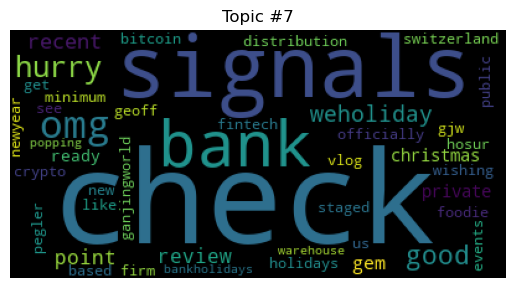 Topic #7
recent bitcoin signals distribution switzerland
hurry get minimum see geoff public
newyear omg bank fintech weholiday officially gjw
popping ready crypto check vlog christmas hosur wishing
new like ganjingworld staged private foodie
pegler point review us gem good events
based firm bankholidays warehouse holidays